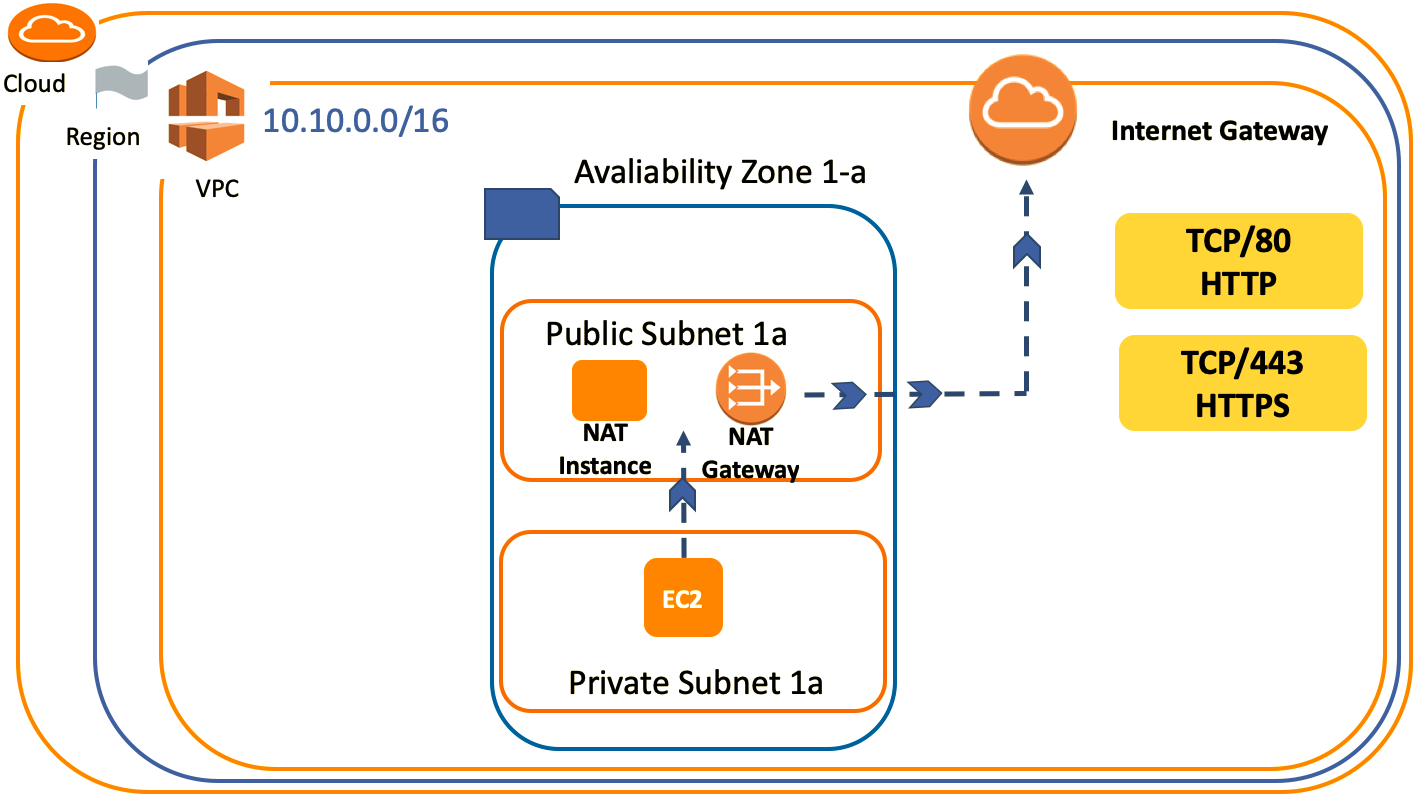 Cloud
Region
VPC
10.10.0.0/16
Internet Gateway
Avaliability Zone 1-a
TCP/80
HTTP
TCP/443
HTTPS
Public Subnet 1a
NAT
Instance
NAT
Gateway
EC2
Private Subnet 1a